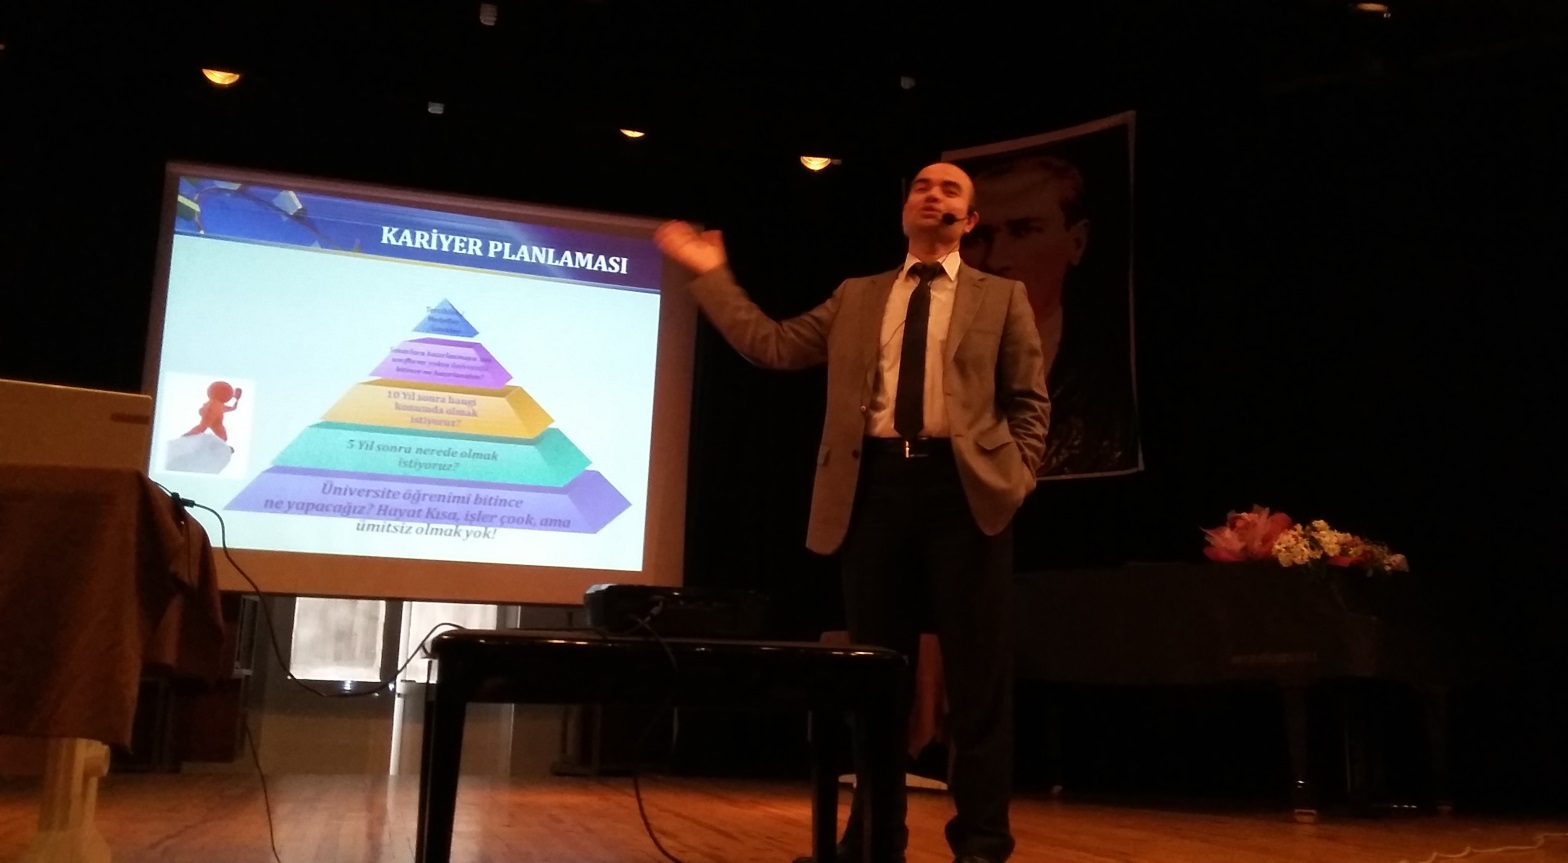 KARİYER PLANLAMASI
10 Yıl sonra hangi
konumda olmak
istiyoruz?
5 Yıl sonra nerede olmak
istiyoruz?
Üniversite öğrenimi bitince
ne yapacağız? Hayat Kısa, işler çook, ama
ümitsiz olmak yok!